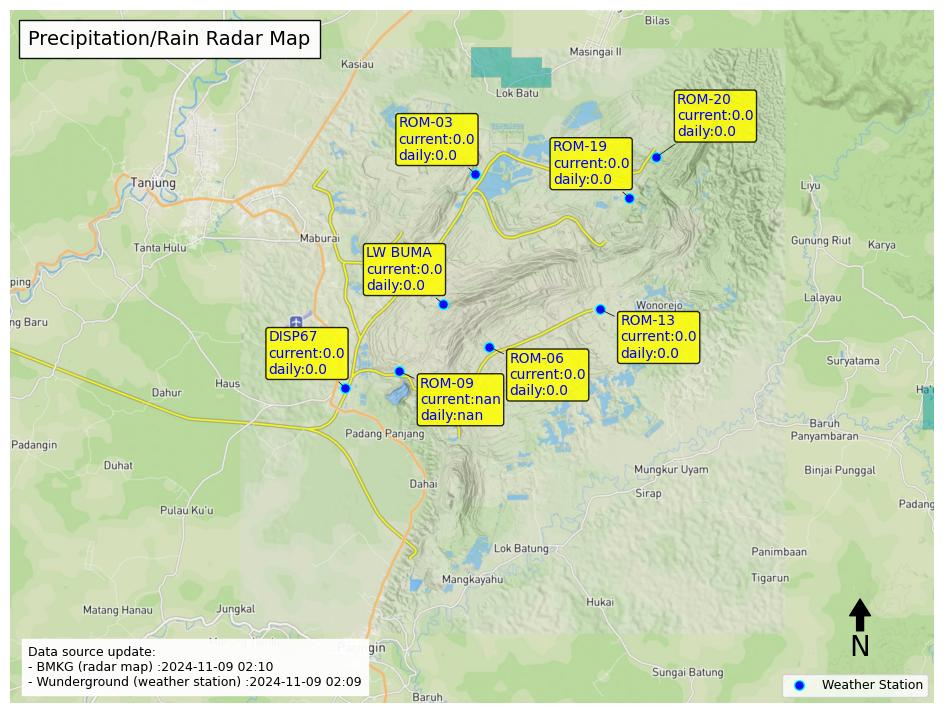 Precipitation/Rain Radar Map
Bilas
Masingai II
Kasiau
Lok Batu
ROM-20
current:0.0
daily:0.0
ROM-03
current:0.0
daily:0.0
ROM-19
current:0.0
daily:0.0
Tanjung
Liyu
Maburai
Tanta Hulu
Gunung Riut
Karya
LW BUMA
current:0.0
daily:0.0
ping
Lalayau
Wonorejo
ng Baru
ROM-13
current:0.0
daily:0.0
DISP67
current:0.0
daily:0.0
ROM-06
current:0.0
daily:0.0
Suryatama
ROM-09
current:nan
daily:nan
Haus
Dahur
Ha'
Padang Panjang
Baruh
Panyambaran
Padangin
Duhat
Mungkur Uyam
Binjai Punggal
Dahai
Sirap
Padang
Pulau Ku'u
Lok Batung
Panimbaan
Mangkayahu
Tigarun
Matang Hanau
Jungkal
Hukai
Paringin
N
Data source update:
- BMKG (radar map) :2024-11-09 02:10
- Wunderground (weather station) :2024-11-09 02:09
Sungai Batung
Weather Station
Baruh